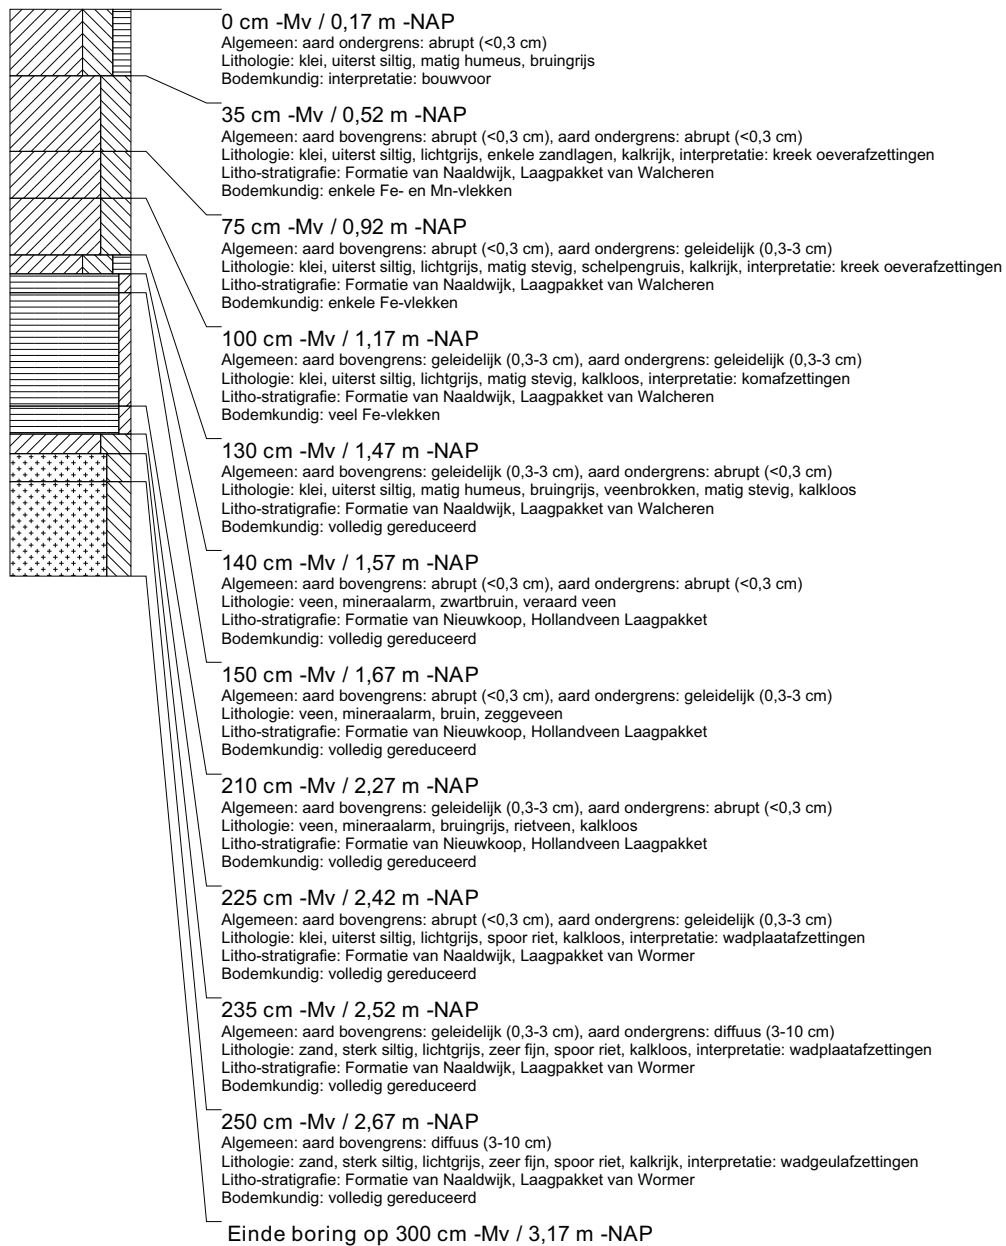 0 cm -Mv / 0,17 m -NAP
Algemeen: aard ondergrens: abrupt (<0,3 cm)
Lithologie: klei, uiterst siltig, matig humeus, bruingrijs
Bodemkundig: interpretatie: bouwvoor
35 cm -Mv / 0,52 m -NAP
Algemeen: aard bovengrens: abrupt (<0,3 cm), aard ondergrens: abrupt (<0,3 cm)
Lithologie: klei, uiterst siltig, lichtgrijs, enkele zandlagen, kalkrijk, interpretatie: kreek oeverafzettingen
Litho-stratigrafie: Formatie van Naaldwijk, Laagpakket van Walcheren
Bodemkundig: enkele Fe- en Mn-vlekken
75 cm -Mv / 0,92 m -NAP
Algemeen: aard bovengrens: abrupt (<0,3 cm), aard ondergrens: geleidelijk (0,3-3 cm)
Lithologie: klei, uiterst siltig, lichtgrijs, matig stevig, schelpengruis, kalkrijk, interpretatie: kreek oeverafzettingen
Litho-stratigrafie: Formatie van Naaldwijk, Laagpakket van Walcheren
Bodemkundig: enkele Fe-vlekken
100 cm -Mv / 1,17 m -NAP
Algemeen: aard bovengrens: geleidelijk (0,3-3 cm), aard ondergrens: geleidelijk (0,3-3 cm)
Lithologie: klei, uiterst siltig, lichtgrijs, matig stevig, kalkloos, interpretatie: komafzettingen
Litho-stratigrafie: Formatie van Naaldwijk, Laagpakket van Walcheren
Bodemkundig: veel Fe-vlekken
130 cm -Mv / 1,47 m -NAP
Algemeen: aard bovengrens: geleidelijk (0,3-3 cm), aard ondergrens: abrupt (<0,3 cm)
Lithologie: klei, uiterst siltig, matig humeus, bruingrijs, veenbrokken, matig stevig, kalkloos
Litho-stratigrafie: Formatie van Naaldwijk, Laagpakket van Walcheren
Bodemkundig: volledig gereduceerd
140 cm -Mv / 1,57 m -NAP
Algemeen: aard bovengrens: abrupt (<0,3 cm), aard ondergrens: abrupt (<0,3 cm)
Lithologie: veen, mineraalarm, zwartbruin, veraard veen
Litho-stratigrafie: Formatie van Nieuwkoop, Hollandveen Laagpakket
Bodemkundig: volledig gereduceerd
150 cm -Mv / 1,67 m -NAP
Algemeen: aard bovengrens: abrupt (<0,3 cm), aard ondergrens: geleidelijk (0,3-3 cm)
Lithologie: veen, mineraalarm, bruin, zeggeveen
Litho-stratigrafie: Formatie van Nieuwkoop, Hollandveen Laagpakket
Bodemkundig: volledig gereduceerd
210 cm -Mv / 2,27 m -NAP
Algemeen: aard bovengrens: geleidelijk (0,3-3 cm), aard ondergrens: abrupt (<0,3 cm)
Lithologie: veen, mineraalarm, bruingrijs, rietveen, kalkloos
Litho-stratigrafie: Formatie van Nieuwkoop, Hollandveen Laagpakket
Bodemkundig: volledig gereduceerd
225 cm -Mv / 2,42 m -NAP
Algemeen: aard bovengrens: abrupt (<0,3 cm), aard ondergrens: geleidelijk (0,3-3 cm)
Lithologie: klei, uiterst siltig, lichtgrijs, spoor riet, kalkloos, interpretatie: wadplaatafzettingen
Litho-stratigrafie: Formatie van Naaldwijk, Laagpakket van Wormer
Bodemkundig: volledig gereduceerd
235 cm -Mv / 2,52 m -NAP
Algemeen: aard bovengrens: geleidelijk (0,3-3 cm), aard ondergrens: diffuus (3-10 cm)
Lithologie: zand, sterk siltig, lichtgrijs, zeer fijn, spoor riet, kalkloos, interpretatie: wadplaatafzettingen
Litho-stratigrafie: Formatie van Naaldwijk, Laagpakket van Wormer
Bodemkundig: volledig gereduceerd
250 cm -Mv / 2,67 m -NAP
Algemeen: aard bovengrens: diffuus (3-10 cm)
Lithologie: zand, sterk siltig, lichtgrijs, zeer fijn, spoor riet, kalkrijk, interpretatie: wadgeulafzettingen
Litho-stratigrafie: Formatie van Naaldwijk, Laagpakket van Wormer
Bodemkundig: volledig gereduceerd
Einde boring op 300 cm -Mv / 3,17 m -NAP